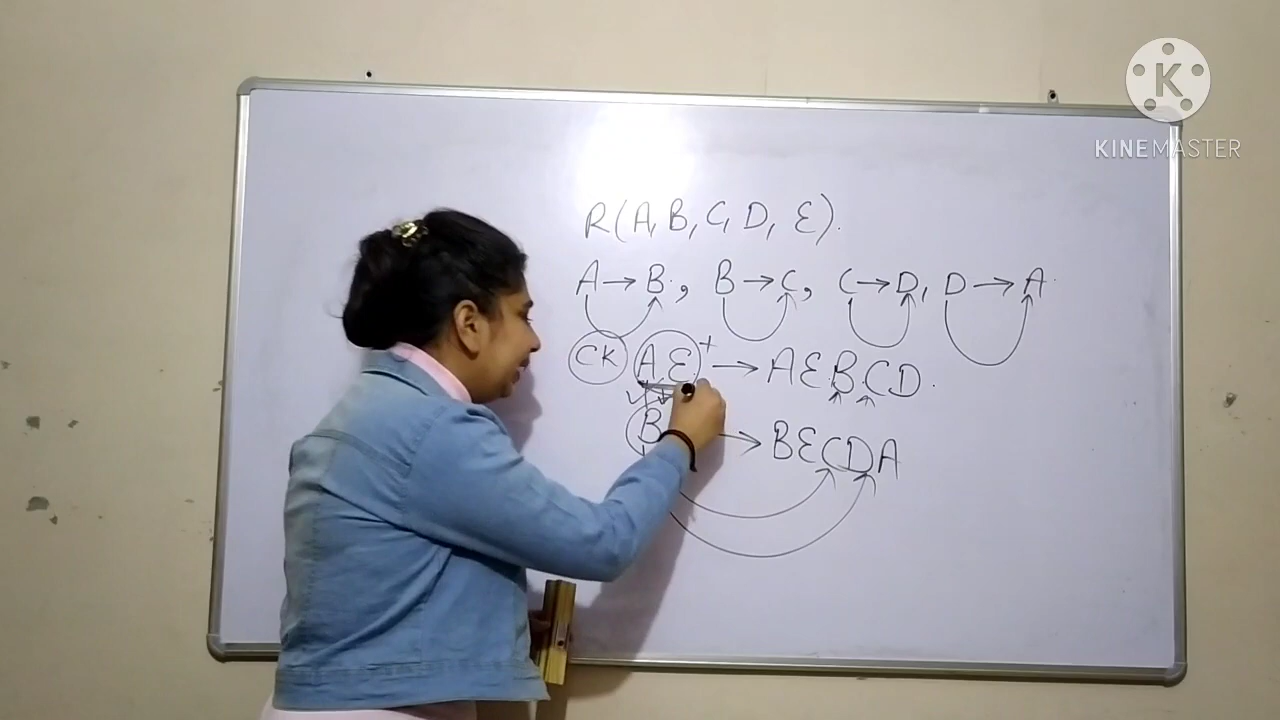 R(A, B, C, D, E).
A → B, B → C, C → D, D → A.
CK AE+ → AEBCD.
B → BECDA
K
KINEMASTER